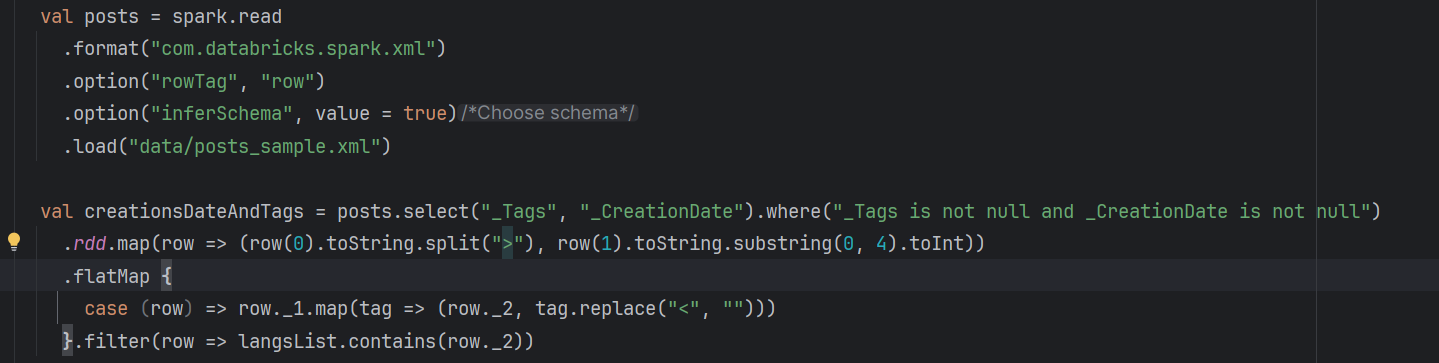 val posts = spark.read
.format("com.databricks.spark.xml")
.option("rowTag", "row")
.option("inferSchema", value = true)/*Choose schema*/
.load("data/posts_sample.xml")
val creationsDateAndTags = posts.select("_Tags", "_CreationDate").where("_Tags is not null and _CreationDate is not null")
.rdd.map(row => (row(0).toString.split(">"), row(1).toString.substring(0, 4).toInt))
.flatMap {
case (row) => row._1.map(tag => (row._2, tag.replace("<", "")))
}.filter(row => langsList.contains(row._2))